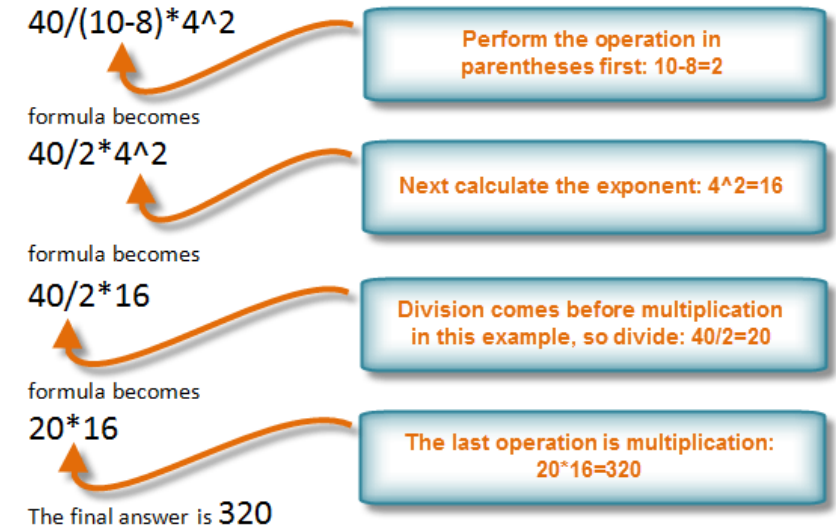 40/(10-8)*4^2
Perform the operation in
parentheses first: 10-8=2
formula becomes
40/2*4^2
Next calculate the exponent: 4^2=16
formula becomes
40/2*16
Division comes before multiplication
in this example, so divide: 40/2=20
formula becomes
20*16
The last operation is multiplication:
20*16=320
The final answer is 320